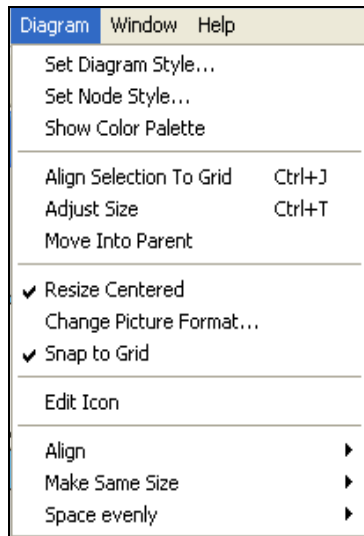 Diagram Window Help
Set Diagram Style...
Set Node Style...
Show Color Palette
Align Selection To Grid Ctrl+J
Adjust Size Ctrl+T
Move Into Parent
Resize Centered
Change Picture Format...
Snap to Grid
Edit Icon
Align
Make Same Size
Space evenly